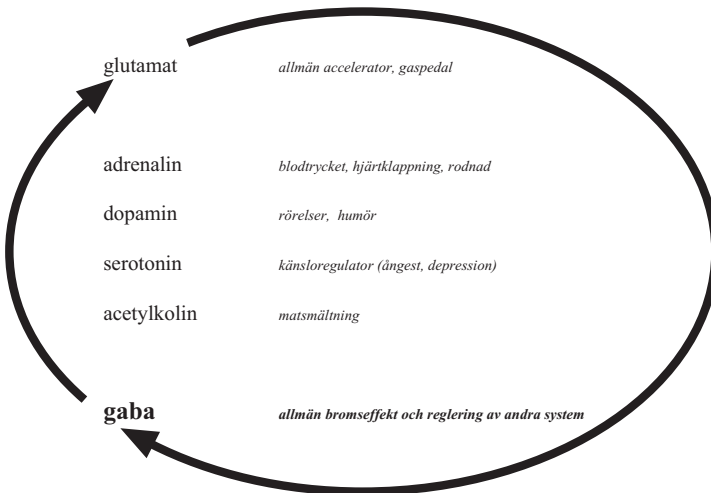 glutamat allmän accelerator, gaspedal
adrenalin blodtrycket, hjärtklappning, rodnad
dopamin rörelser, humör
serotonin känsloregulator (ångest, depression)
acetylkolin matsmältning
gaba allmän bromseffekt och reglering av andra system